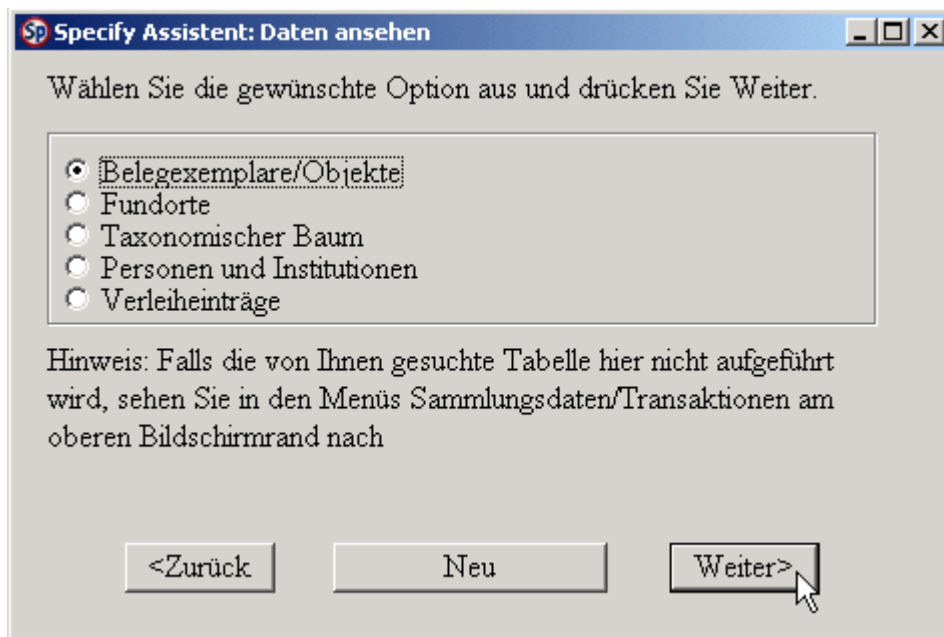 Sp Specify Assistent: Daten ansehen
Wählen Sie die gewünschte Option aus und drücken Sie Weiter.
Belegexemplare/Objekte
Fundorte
Taxonomischer Baum
Personen und Institutionen
Verleiheinträge
Hinweis: Falls die von Ihnen gesuchte Tabelle hier nicht aufgeführt
wird, sehen Sie in den Menüs Sammlungsdaten/Transaktionen am
oberen Bildschirmrand nach
<Zurück Neu Weiter>